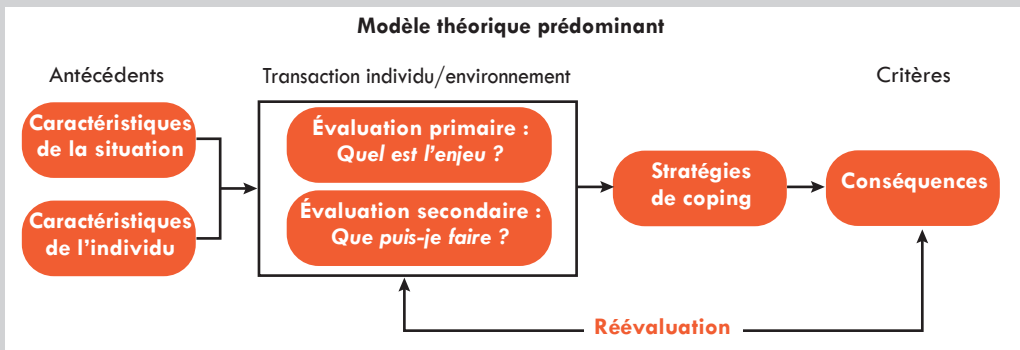 Modèle théorique prédominant
Antécédents
Transaction individu/environnement
Critères
Caractéristiques
de la situation
Caractéristiques
de l'individu
Évaluation primaire :
Quel est l'enjeu ?
Évaluation secondaire :
Que puis-je faire ?
Stratégies
de coping
Conséquences
Réévaluation